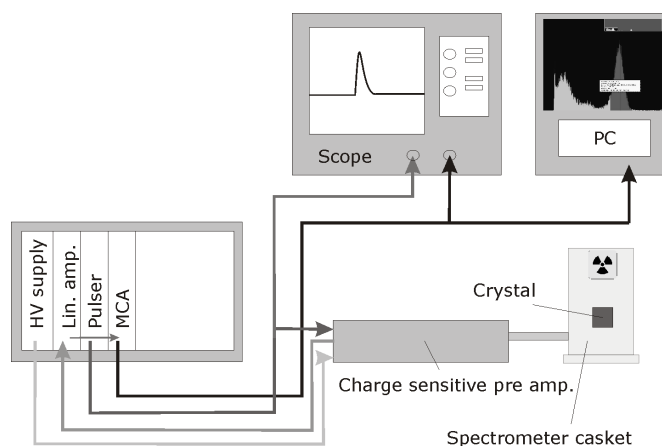 Scope
PC
HV supply
Lin. amp.
Pulser
MCA
Crystal
Charge sensitive pre amp.
Spectrometer casket